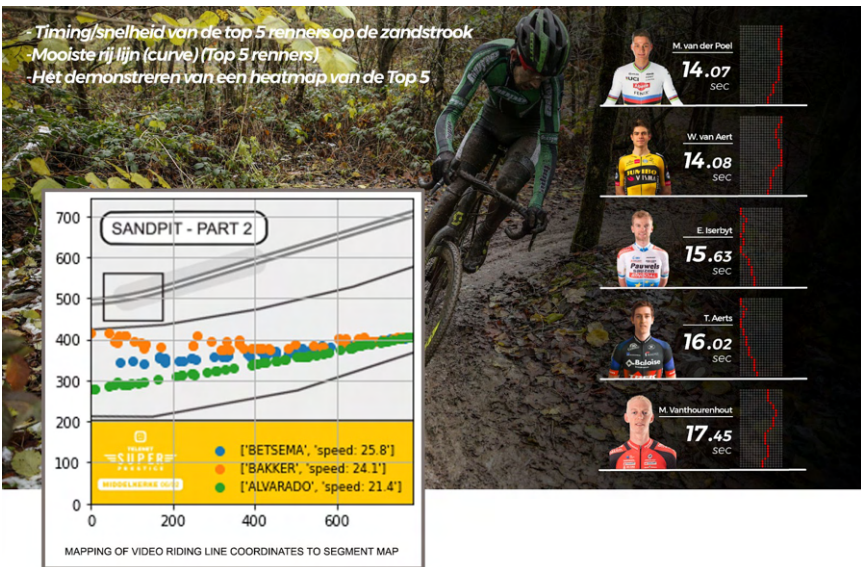 - Timing/snelheid van de top 5 renners op de zandstrook
-Mooiste rij lijn (curve) (Top 5 renners)
-Het demonstreren van een heatmap van de Top 5
M. van der Poel
14.07
sec
W. van Aert
14.08
sec
E. Iserbyt
15.63
sec
T. Aerts
16.02
sec
M. Vanthourenhout
17.45
sec
SANDPIT - PART 2
700
600
500
400
300
200
100
0
0 200 400 600
TELENET
SUPER
PRESTIGE
MIDDELKERKE
['BETSEMA', 'speed: 25.8']
['BAKKER', 'speed: 24.1']
['ALVARADO', 'speed: 21.4']
MAPPING OF VIDEO RIDING LINE COORDINATES TO SEGMENT MAP
Pauwels
Baloise